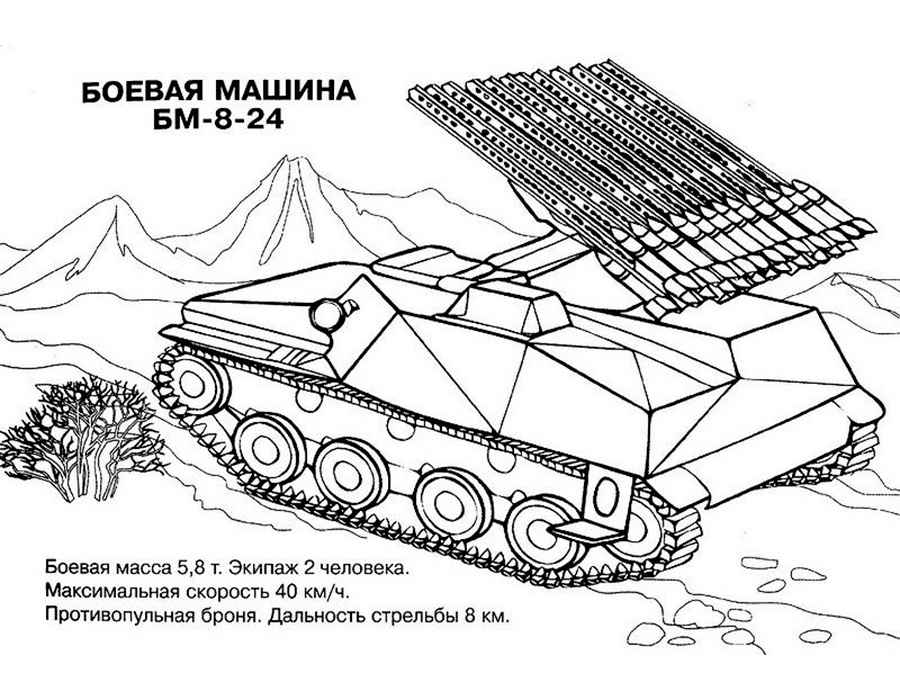 БОЕВАЯ МАШИНА
БМ-8-24
Боевая масса 5,8 т. Экипаж 2 человека.
Максимальная скорость 40 км/ч.
Противопульная броня. Дальность стрельбы 8 км.